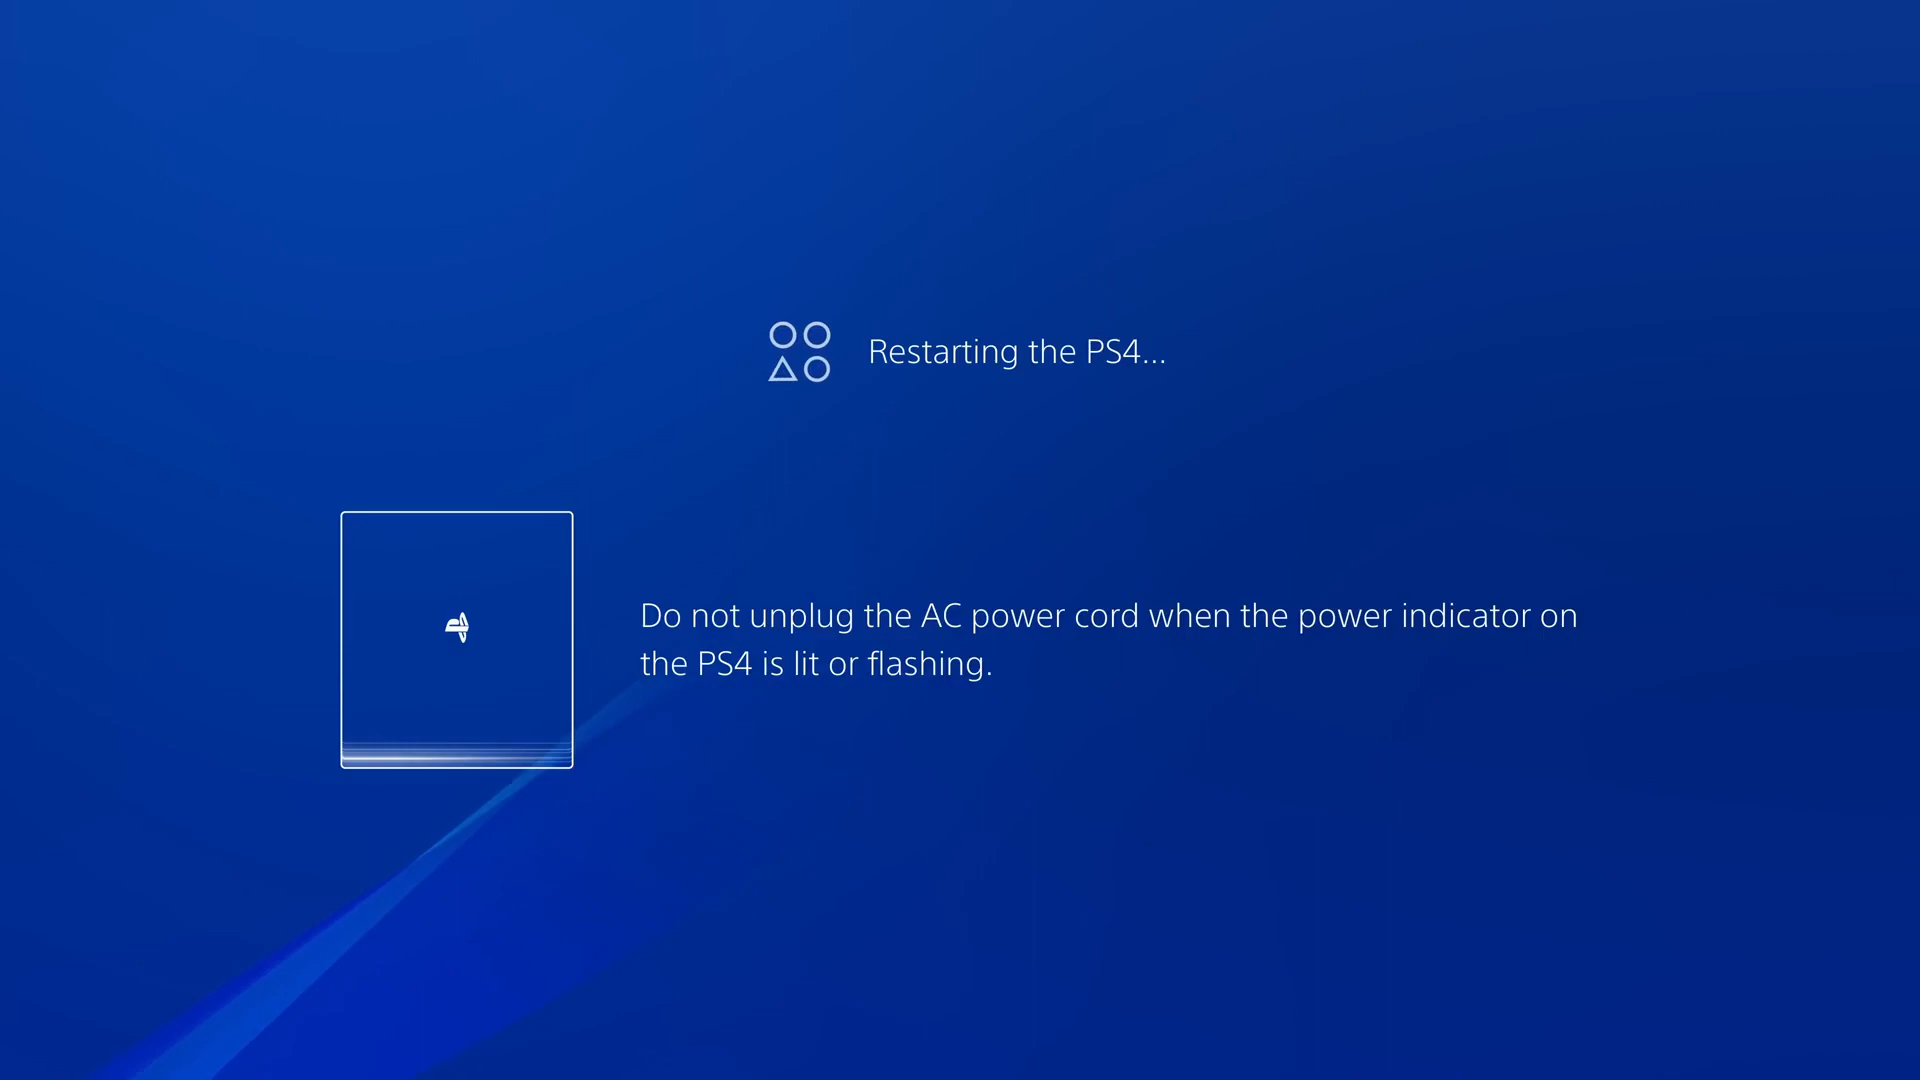 Restarting the PS4...
Do not unplug the AC power cord when the power indicator on
the PS4 is lit or flashing.